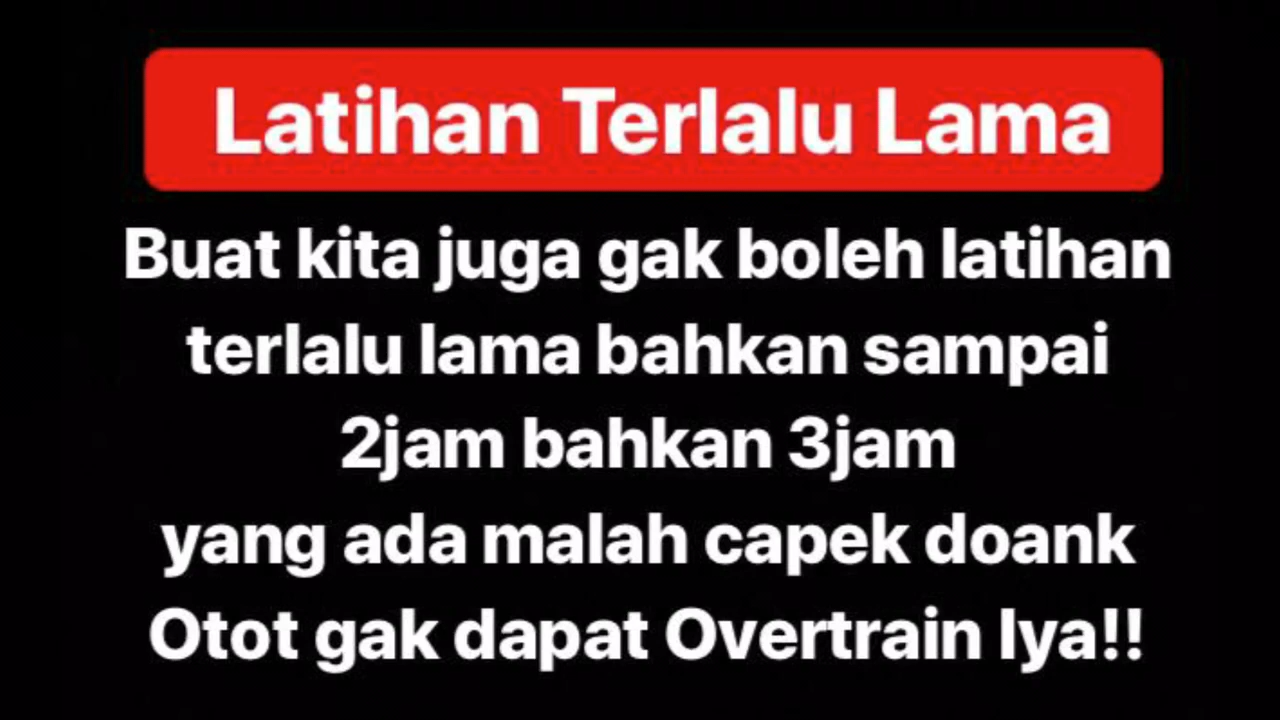 Latihan Terlalu Lama
Buat kita juga gak boleh latihan
terlalu lama bahkan sampai
2jam bahkan 3jam
yang ada malah capek doank
Otot gak dapat Overtrain Iya!!